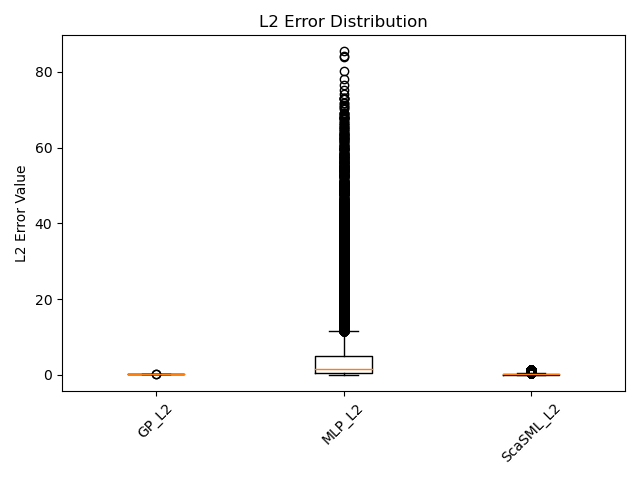 L2 Error Distribution
L2 Error Value
80
60
40
20
0
GP_L2
MLP_L2
ScaSML_L2